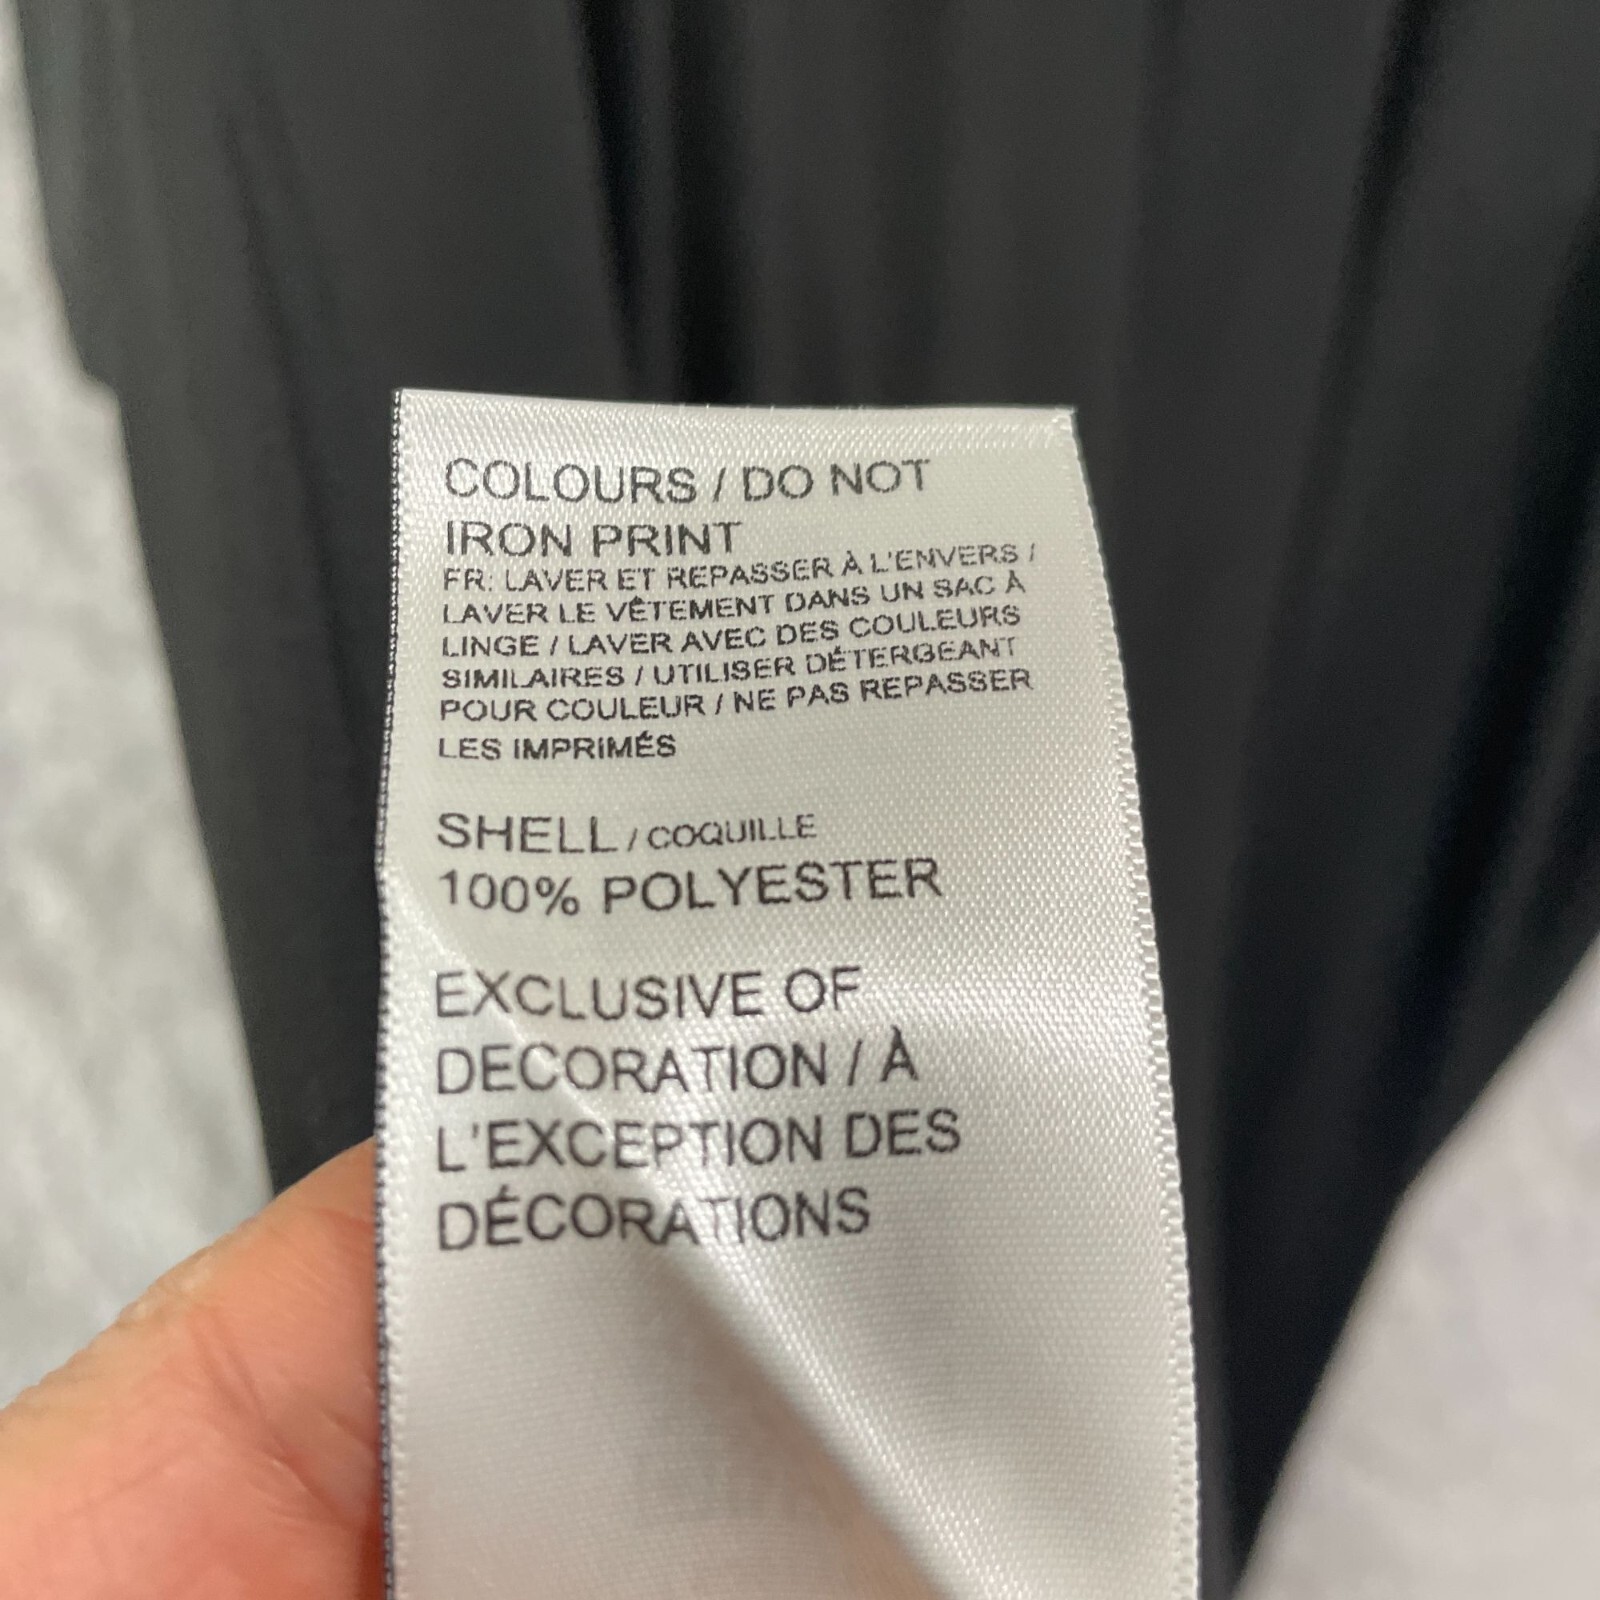 COLOURS / DO NOT
IRON PRINT
FR: LAVER ET REPASSER À L'ENVERS /
LAVER LE VÊTEMENT DANS UN SAC À
LINGE / LAVER AVEC DES COULEURS
SIMILAIRES / UTILISER DÉTERGEANT
POUR COULEUR / NE PAS REPASSER
LES IMPRIMÉS
SHELL / COQUILLE
100% POLYESTER
EXCLUSIVE OF
DECORATION / À
L'EXCEPTION DES
DÉCORATIONS